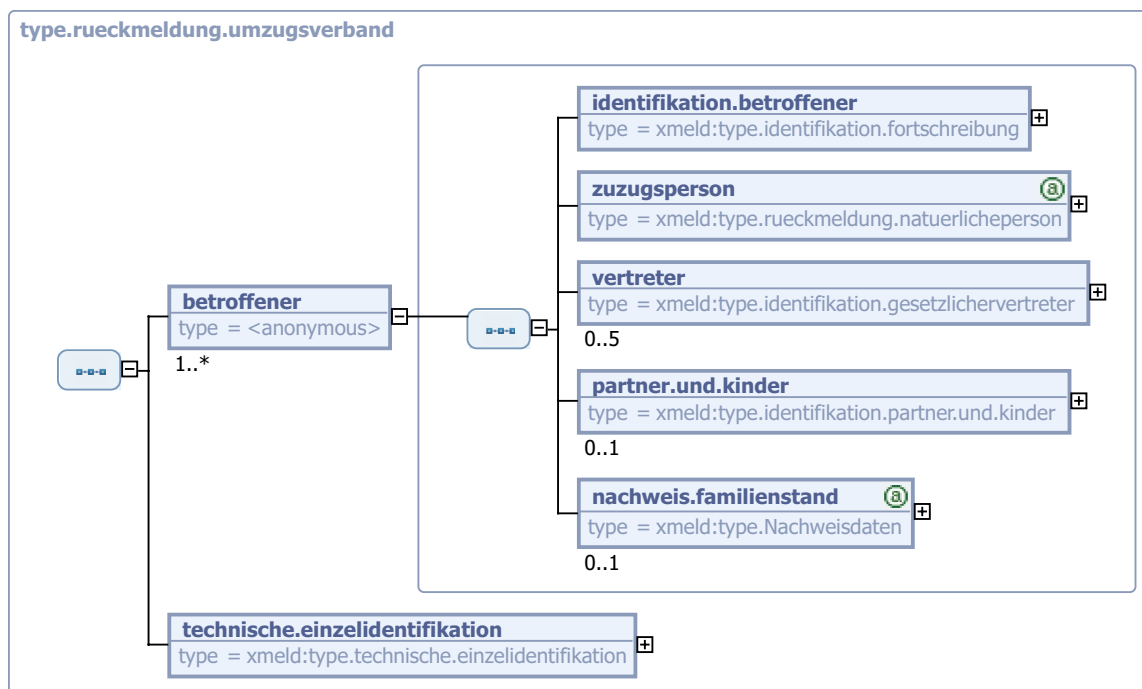 type.rueckmeldung.umzugsverband
identifikation.betroffener
type = xmeld:type.identifikation.fortschreibung
zuzugsperson
type = xmeld:type.rueckmeldung.natuerlicheperson
vertreter
type = xmeld:type.identifikation.gesetzlichervertreter
0..5
betroffener
type = <anonymous>
1..*
partner.und.kinder
type = xmeld:type.identifikation.partner.und.kinder
0..1
nachweis.familienstand
type = xmeld:type.Nachweisdaten
0..1
technische.einzelidentifikation
type = xmeld:type.technische.einzelidentifikation